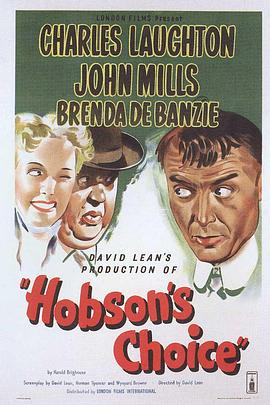 LONDON FILMS Present
CHARLES LAUGHTON
JOHN MILLS
BRENDA DE BANZIE
DAVID LEAN'S
PRODUCTION OF
"Hobson's
Choice"
by Harold Brighouse
Screenplay by David Lean, Norman Spencer and Wynyard Browne Directed by David Lean
Distributed by LONDON FILMS INTERNATIONAL